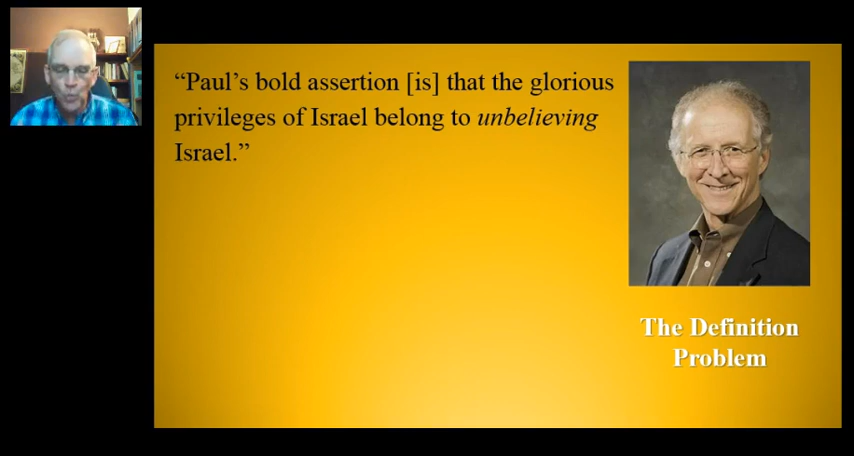 “Paul’s bold assertion [is] that the glorious
privileges of Israel belong to unbelieving
Israel.”
The Definition
Problem